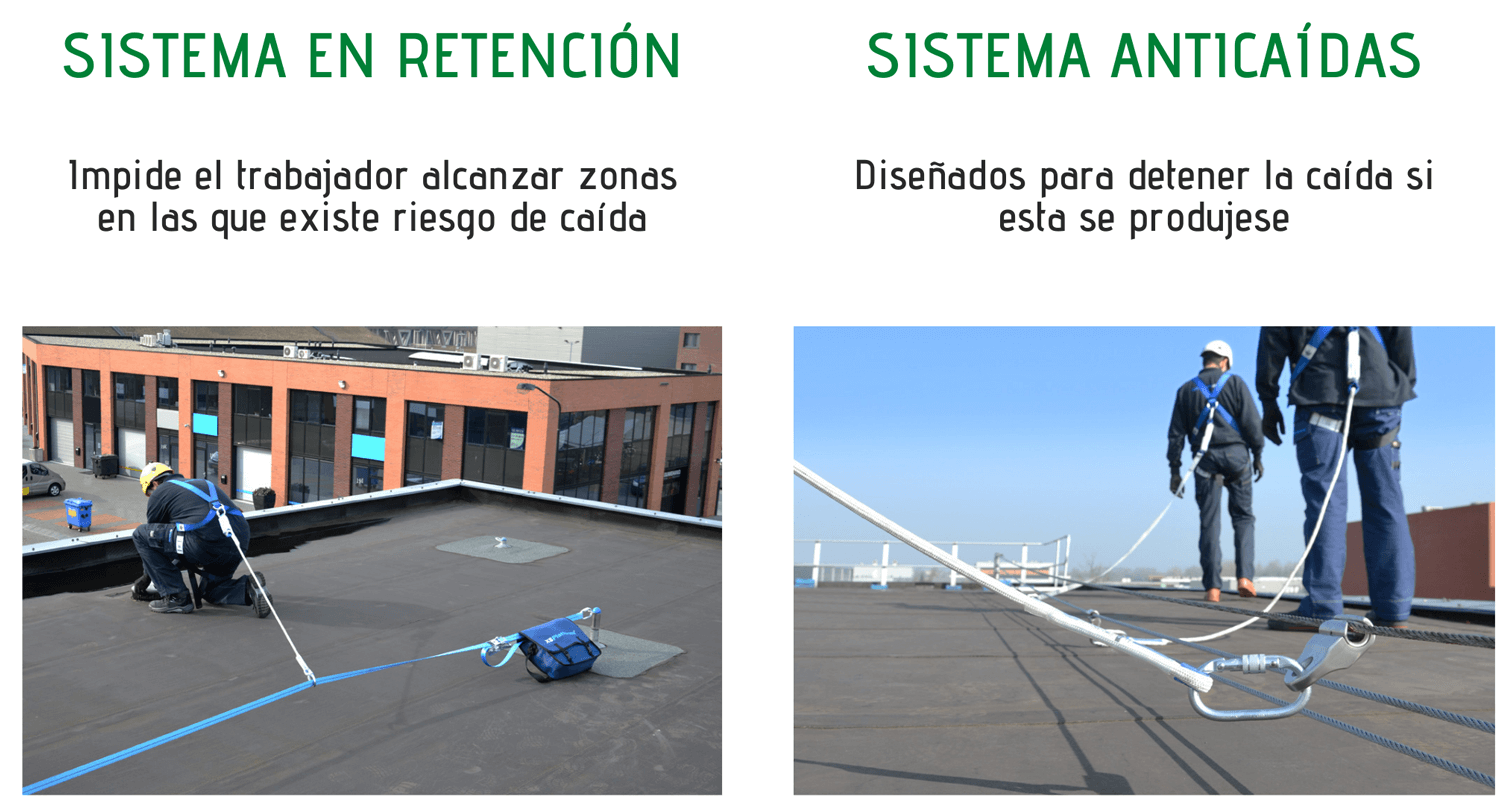 SISTEMA EN RETENCIÓN
Impide el trabajador alcanzar zonas
en las que existe riesgo de caída
SISTEMA ANTICAÍDAS
Diseñados para detener la caída si
esta se produjese